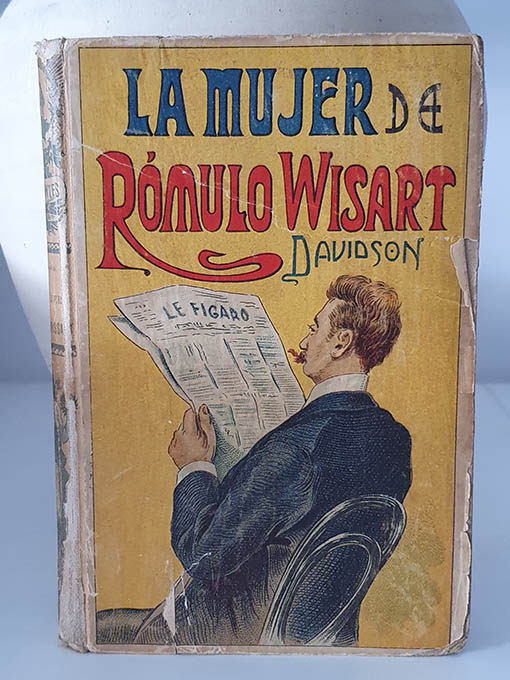 LA MUJER DE
RÓMULO WISART
DAVIDSON
LE FIGARO